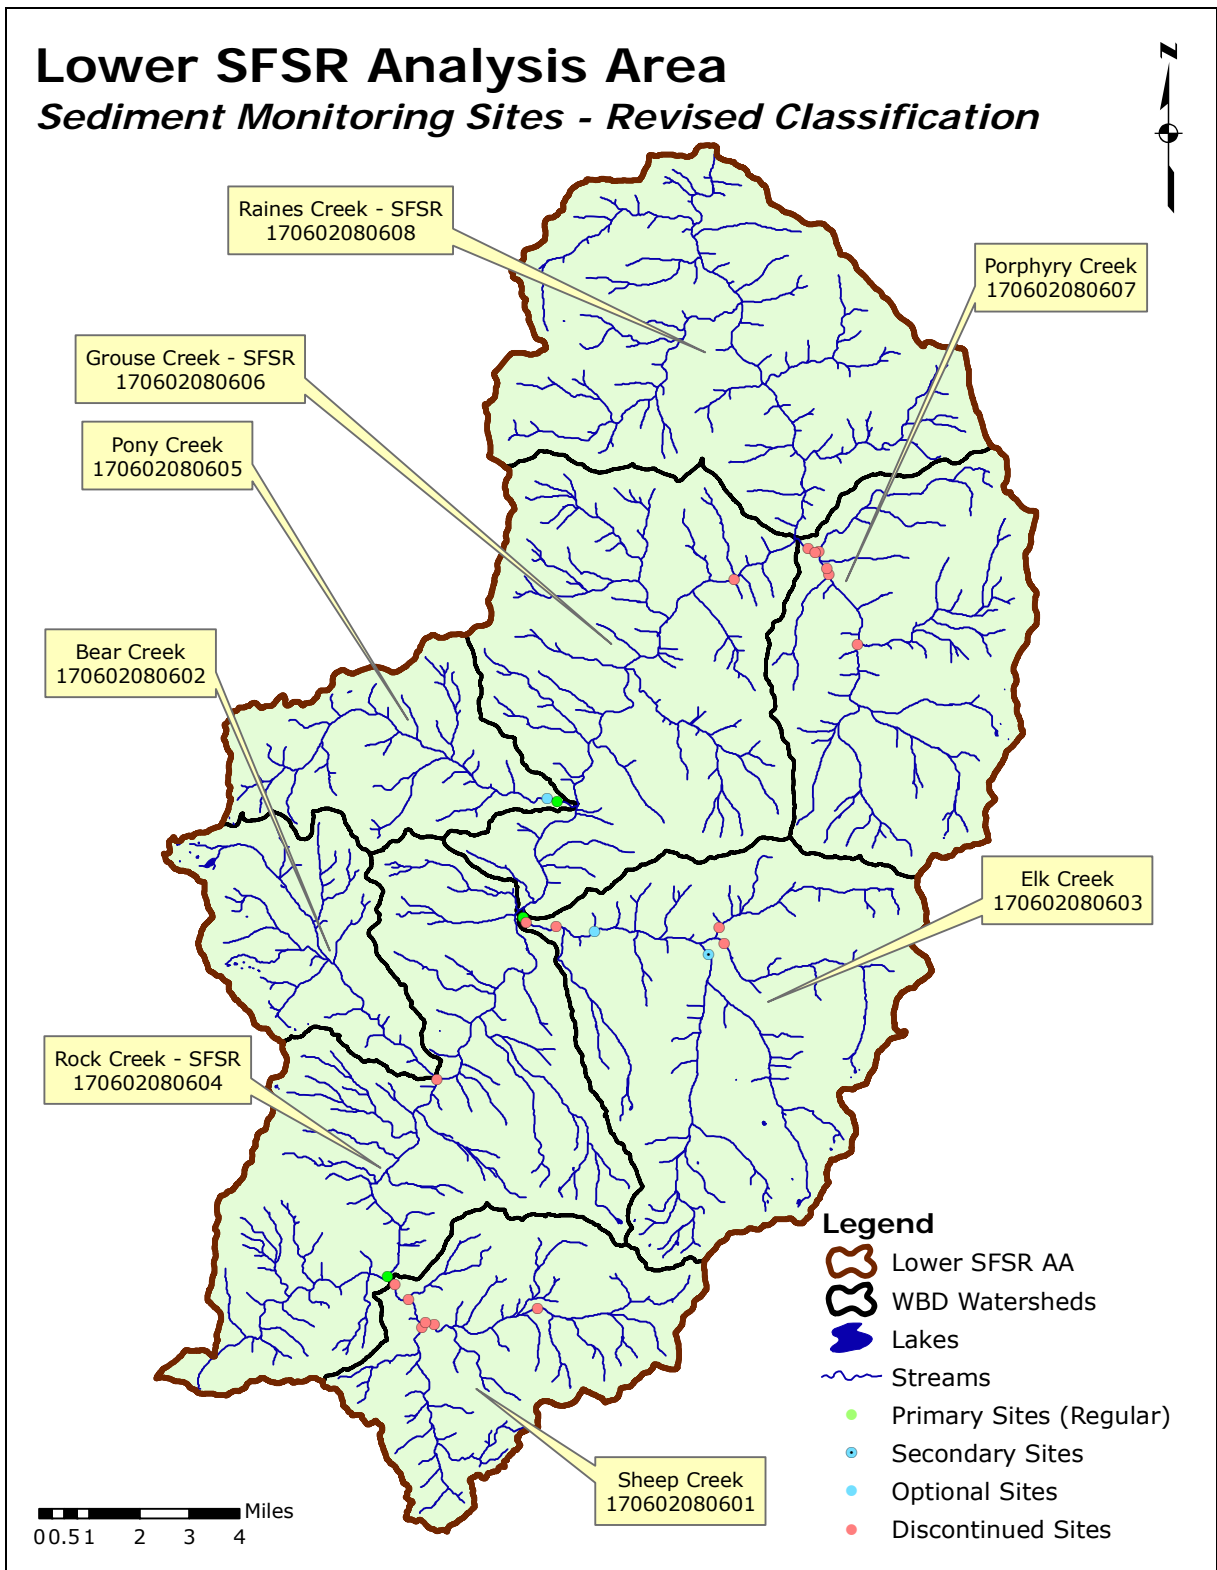 Lower SFSR Analysis Area
Sediment Monitoring Sites - Revised Classification
N
Raines Creek - SFSR
170602080608
Porphyry Creek
170602080607
Grouse Creek - SFSR
170602080606
Pony Creek
170602080605
Bear Creek
170602080602
Elk Creek
170602080603
Rock Creek - SFSR
170602080604
Sheep Creek
170602080601
Legend
Lower SFSR AA
WBD Watersheds
Lakes
Streams
Primary Sites (Regular)
Secondary Sites
Optional Sites
Discontinued Sites
Miles
0 0.5 1 2 3 4